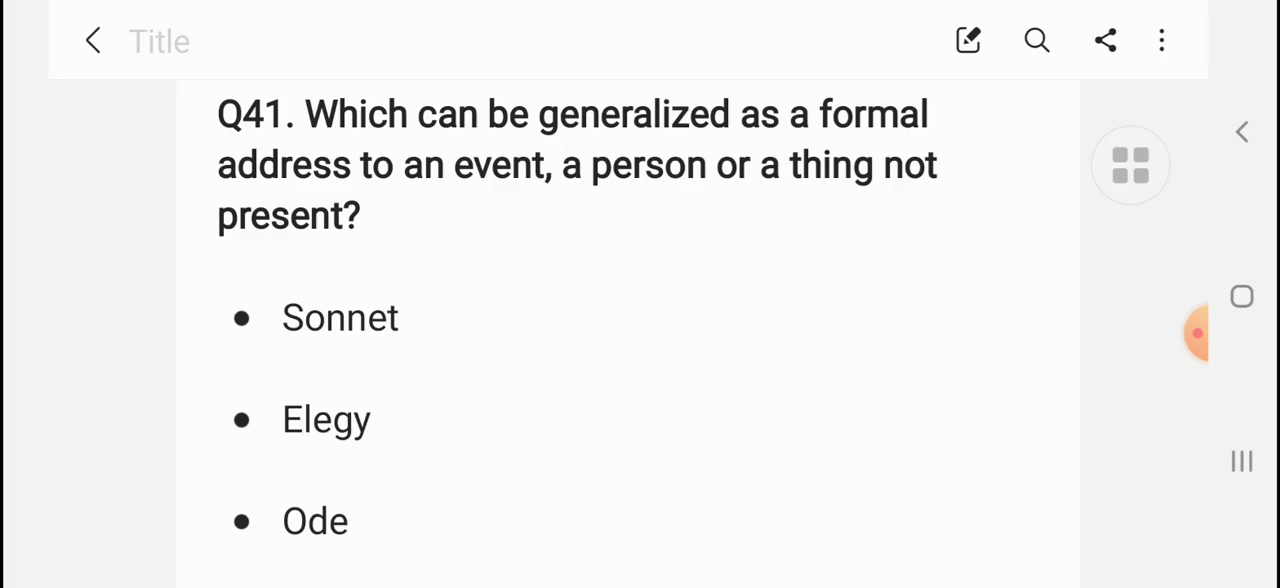 Title
Q41. Which can be generalized as a formal
address to an event, a person or a thing not
present?
• Sonnet
• Elegy
• Ode